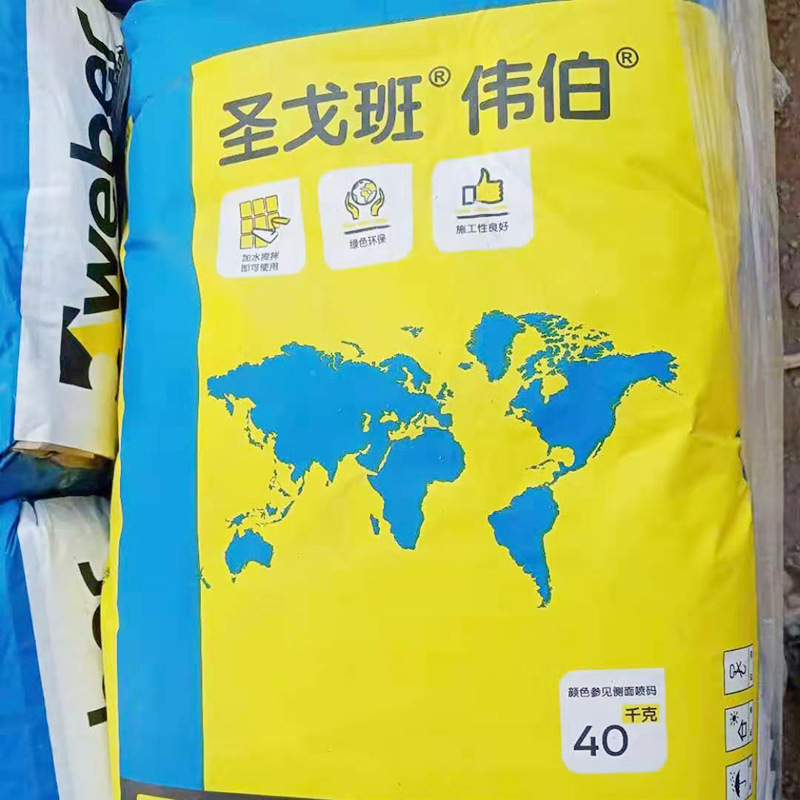 weber
圣戈班® 伟伯®
加水搅拌
即可使用
绿色环保
施工性良好
颜色参见侧面喷码
40 千克